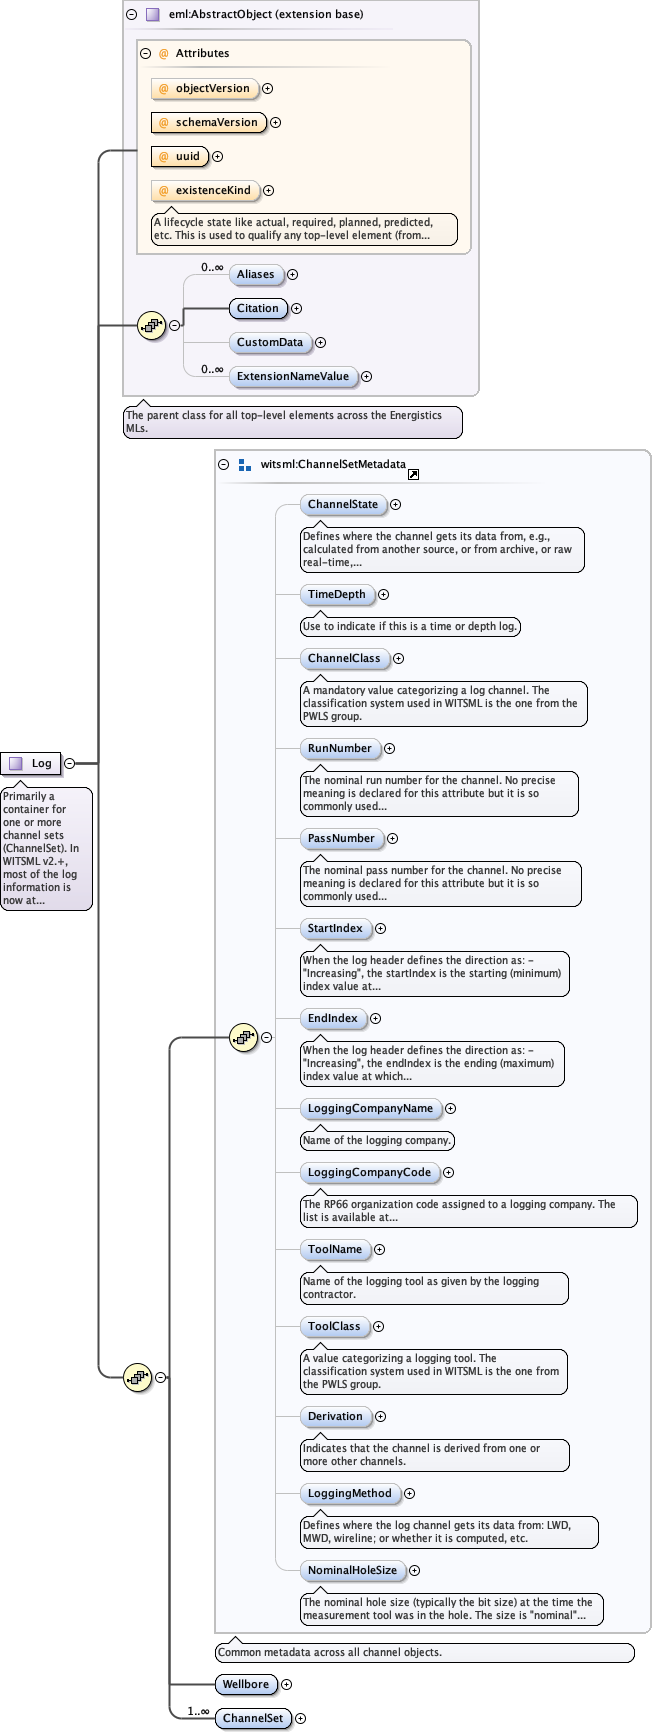 eml:AbstractObject (extension base)
@ Attributes
@ objectVersion
@ schemaVersion
@ uuid
@ existenceKind
A lifecycle state like actual, required, planned, predicted,
etc. This is used to qualify any top-level element (from...
0..∞
Aliases
Citation
CustomData
0..∞
ExtensionNameValue
The parent class for all top-level elements across the Energistics
MLs.
witsml:ChannelSetMetadata
ChannelState
Defines where the channel gets its data from, e.g.,
calculated from another source, or from archive, or raw
real-time,...
TimeDepth
Use to indicate if this is a time or depth log.
ChannelClass
A mandatory value categorizing a log channel. The
classification system used in WITSML is the one from the
PWLS group.
RunNumber
The nominal run number for the channel. No precise
meaning is declared for this attribute but it is so
commonly used...
Log
Primarily a
container for
one or more
channel sets
(ChannelSet). In
WITSML v2.+,
most of the log
information is
now at...
PassNumber
The nominal pass number for the channel. No precise
meaning is declared for this attribute but it is so
commonly used...
StartIndex
When the log header defines the direction as: -
"Increasing", the startIndex is the starting (minimum)
index value at...
EndIndex
When the log header defines the direction as: -
"Increasing", the endIndex is the ending (maximum)
index value at which...
LoggingCompanyName
Name of the logging company.
LoggingCompanyCode
The RP66 organization code assigned to a logging company. The
list is available at...
ToolName
Name of the logging tool as given by the logging
contractor.
ToolClass
A value categorizing a logging tool. The
classification system used in WITSML is the one from
the PWLS group.
Derivation
Indicates that the channel is derived from one or
more other channels.
LoggingMethod
Defines where the log channel gets its data from: LWD,
MWD, wireline; or whether it is computed, etc.
NominalHoleSize
The nominal hole size (typically the bit size) at the time the
measurement tool was in the hole. The size is "nominal"...
Common metadata across all channel objects.
Wellbore
1..∞
ChannelSet